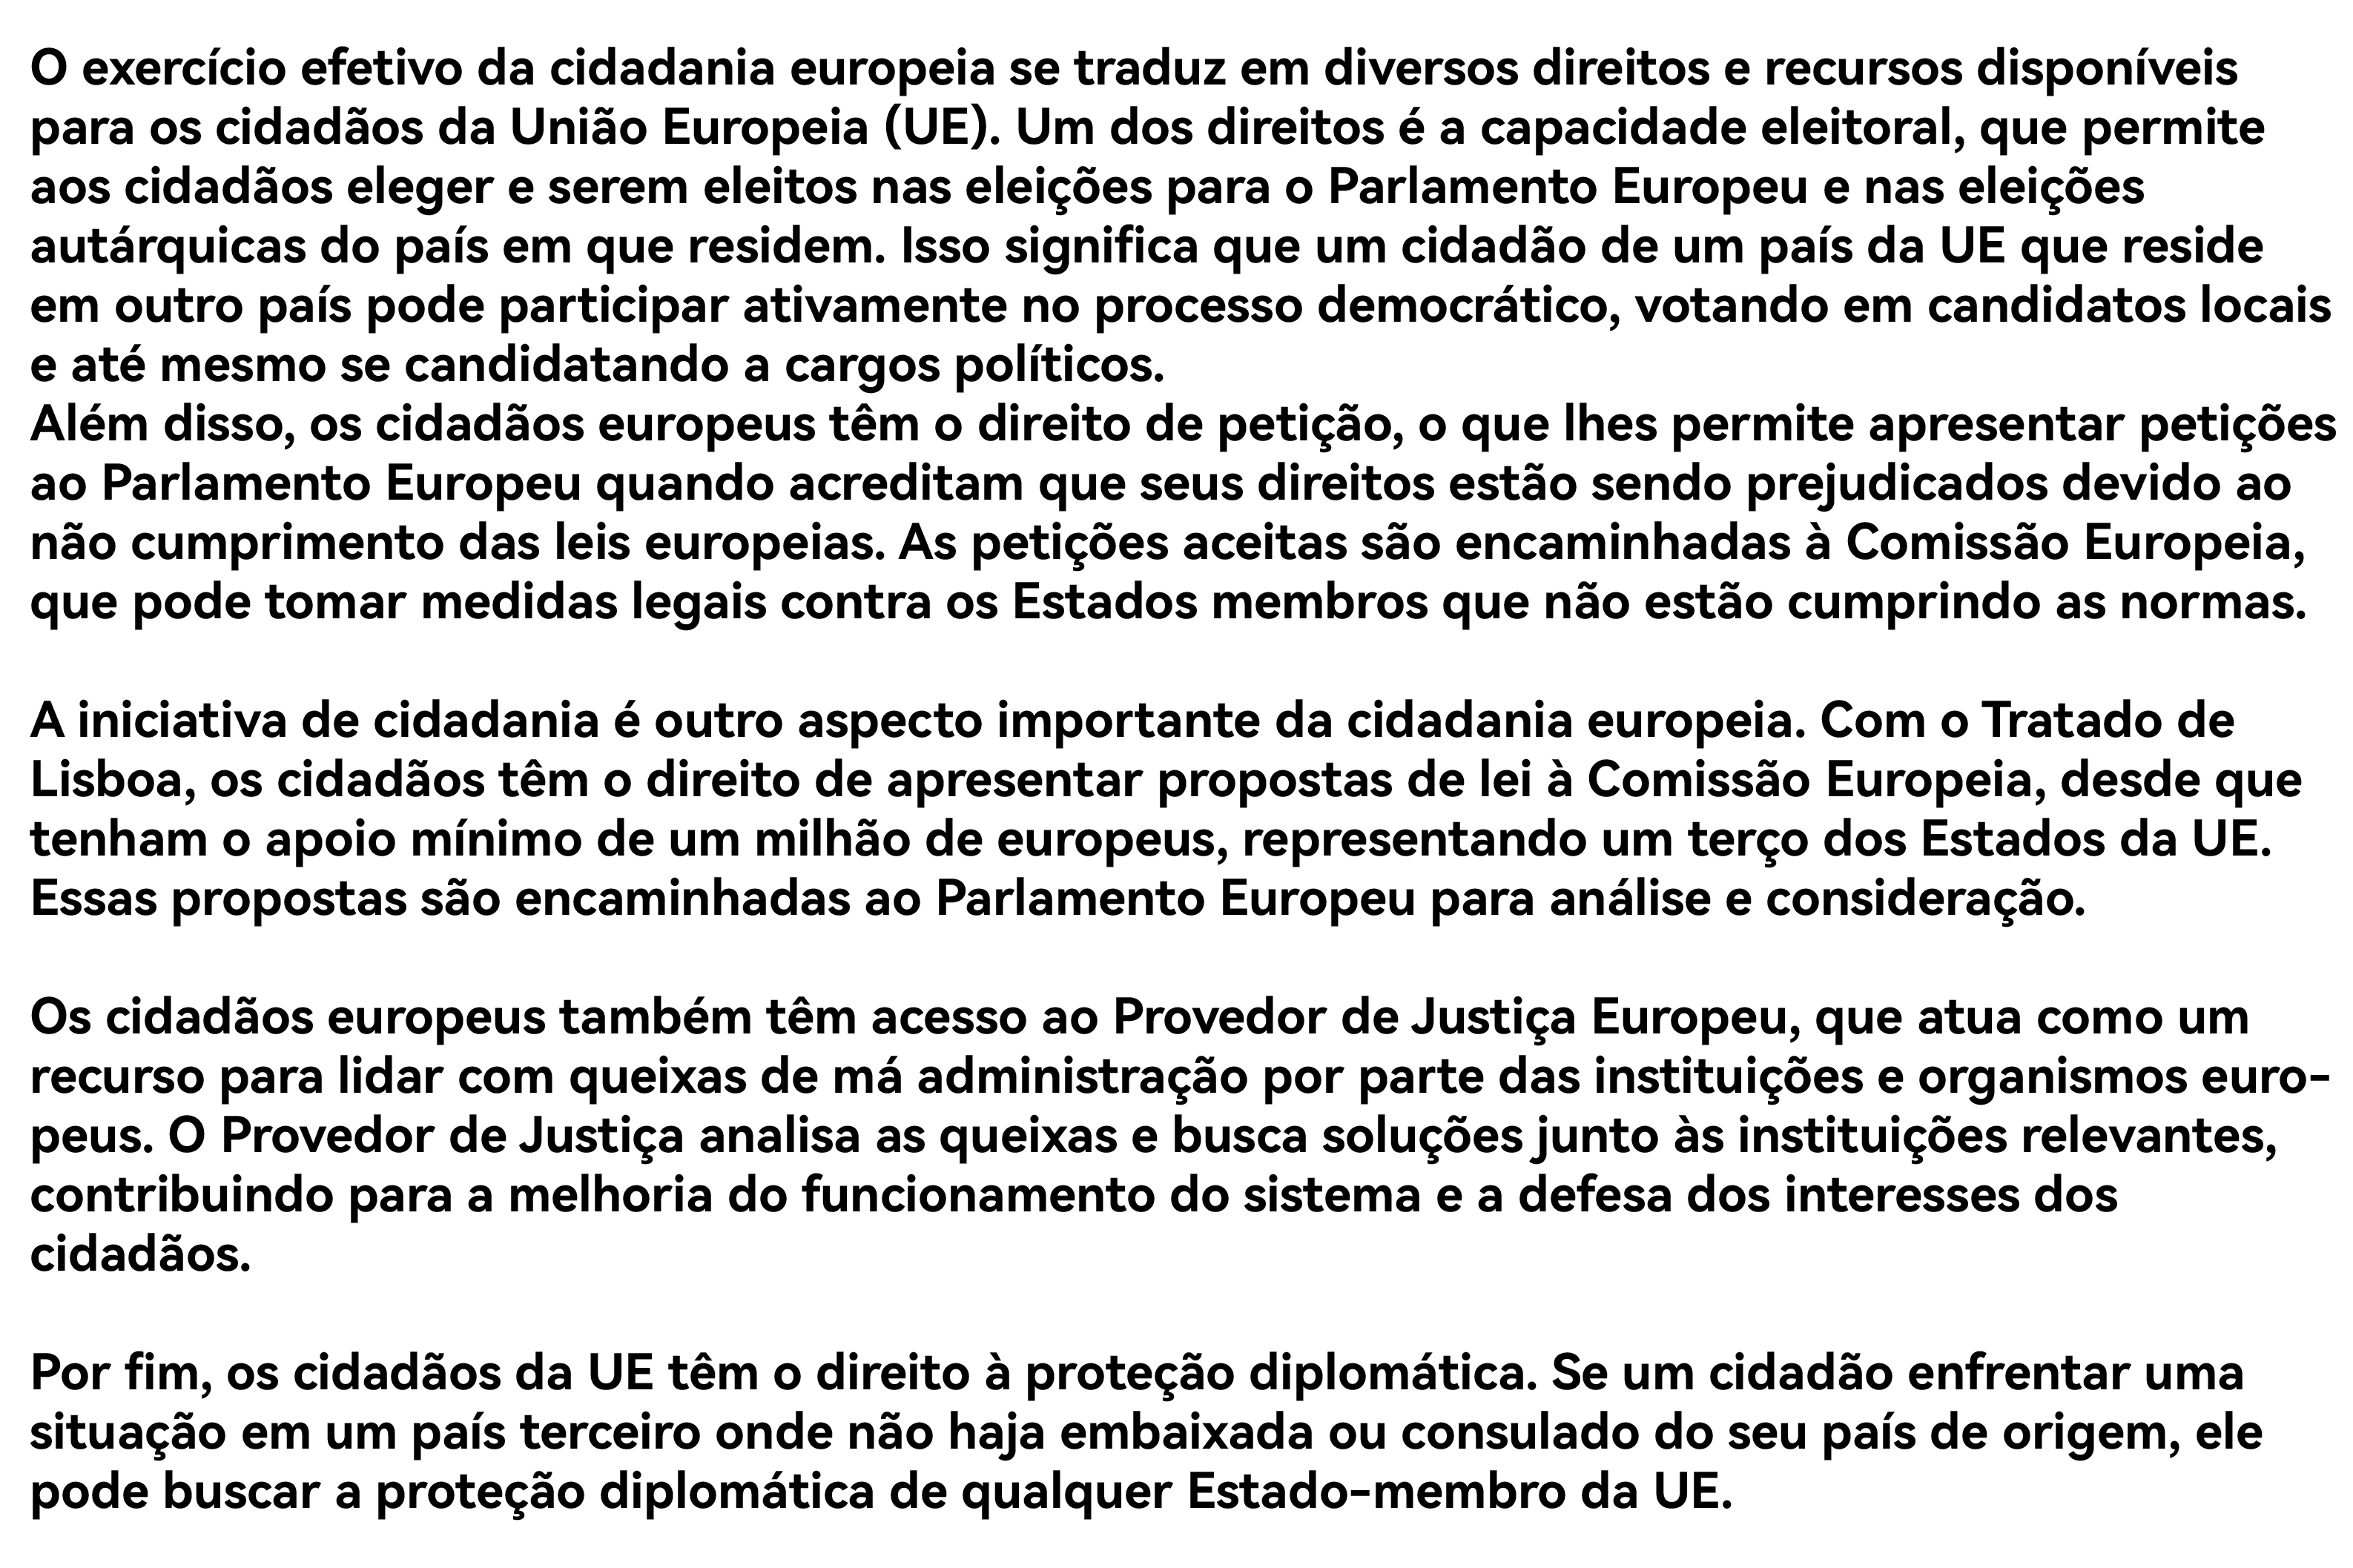 O exercício efetivo da cidadania europeia se traduz em diversos direitos e recursos disponíveis
para os cidadãos da União Europeia (UE). Um dos direitos é a capacidade eleitoral, que permite
aos cidadãos eleger e serem eleitos nas eleições para o Parlamento Europeu e nas eleições
autárquicas do país em que residem. Isso significa que um cidadão de um país da UE que reside
em outro país pode participar ativamente no processo democrático, votando em candidatos locais
e até mesmo se candidatando a cargos políticos.
Além disso, os cidadãos europeus têm o direito de petição, o que lhes permite apresentar petições
ao Parlamento Europeu quando acreditam que seus direitos estão sendo prejudicados devido ao
não cumprimento das leis europeias. As petições aceitas são encaminhadas à Comissão Europeia,
que pode tomar medidas legais contra os Estados membros que não estão cumprindo as normas.

A iniciativa de cidadania é outro aspecto importante da cidadania europeia. Com o Tratado de
Lisboa, os cidadãos têm o direito de apresentar propostas de lei à Comissão Europeia, desde que
tenham o apoio mínimo de um milhão de europeus, representando um terço dos Estados da UE.
Essas propostas são encaminhadas ao Parlamento Europeu para análise e consideração.

Os cidadãos europeus também têm acesso ao Provedor de Justiça Europeu, que atua como um
recurso para lidar com queixas de má administração por parte das instituições e organismos euro-
peus. O Provedor de Justiça analisa as queixas e busca soluções junto às instituições relevantes,
contribuindo para a melhoria do funcionamento do sistema e a defesa dos interesses dos
cidadãos.

Por fim, os cidadãos da UE têm o direito à proteção diplomática. Se um cidadão enfrentar uma
situação em um país terceiro onde não haja embaixada ou consulado do seu país de origem, ele
pode buscar a proteção diplomática de qualquer Estado-membro da UE.